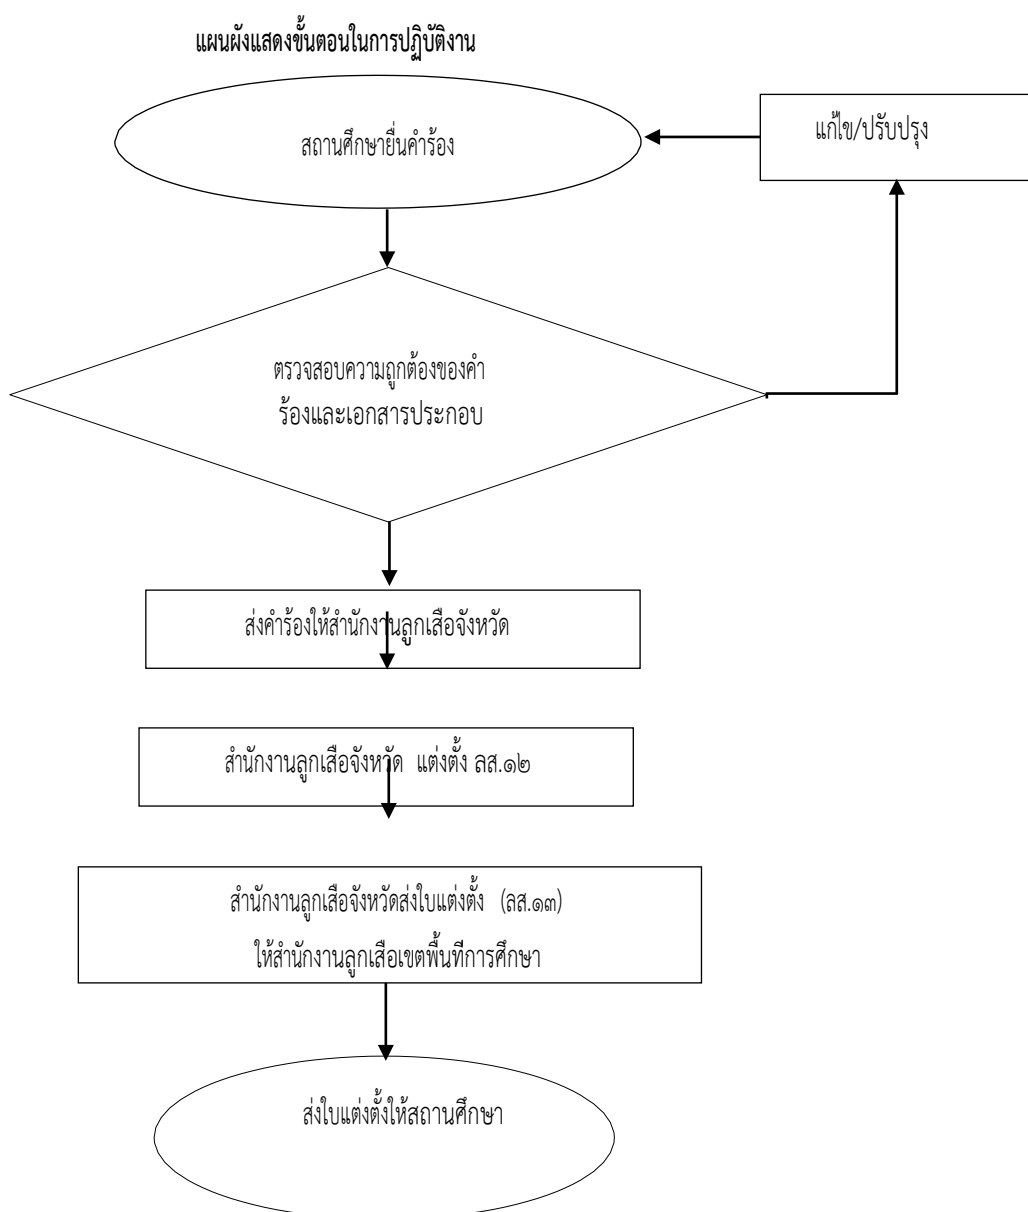 แผนผังแสดงขั้นตอนในการปฏิบัติงาน
สถานศึกษายื่นคำร้อง
แก้ไข/ปรับปรุง
ตรวจสอบความถูกต้องของคำ
ร้องและเอกสารประกอบ
ส่งคำร้องให้สำนักงานลูกเสือจังหวัด
สำนักงานลูกเสือจังหวัด แต่งตั้ง ลส.๑๒
สำนักงานลูกเสือจังหวัดส่งใบแต่งตั้ง (ลส.๑๓)
ให้สำนักงานลูกเสือเขตพื้นที่การศึกษา
ส่งใบแต่งตั้งให้สถานศึกษา